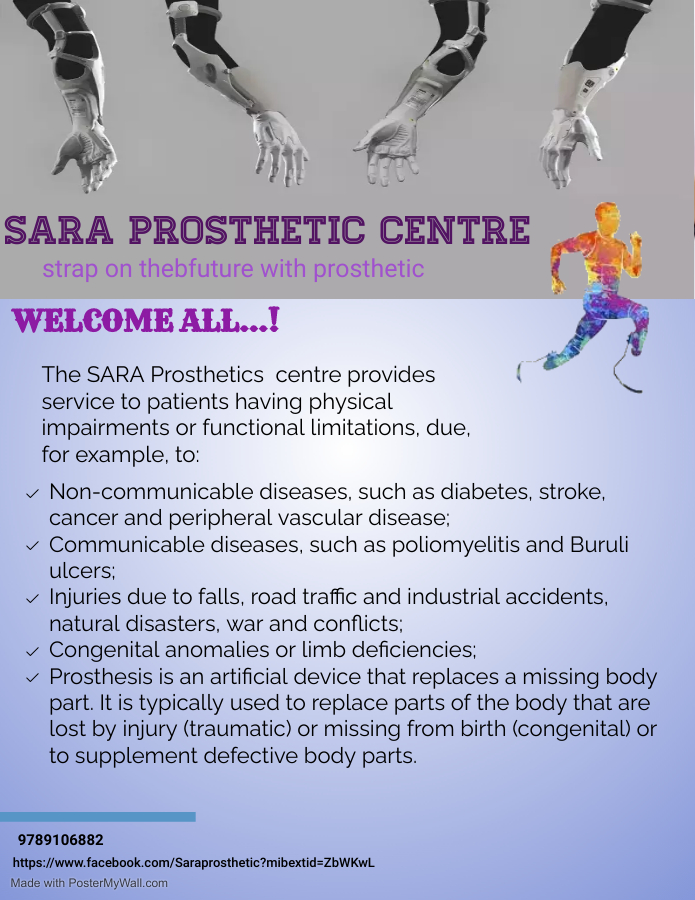 SARA PROSTHETIC CENTRE
strap on thebfuture with prosthetic
WELCOME ALL...!
The SARA Prosthetics centre provides
service to patients having physical
impairments or functional limitations, due,
for example, to:
✓ Non-communicable diseases, such as diabetes, stroke,
cancer and peripheral vascular disease;
✓ Communicable diseases, such as poliomyelitis and Buruli
ulcers;
✓ Injuries due to falls, road traffic and industrial accidents,
natural disasters, war and conflicts;
✓ Congenital anomalies or limb deficiencies;
✓ Prosthesis is an artificial device that replaces a missing body
part. It is typically used to replace parts of the body that are
lost by injury (traumatic) or missing from birth (congenital) or
to supplement defective body parts.
9789106882
https://www.facebook.com/Saraprosthetic?mibextid=ZbWKwL
Made with PosterMyWall.com